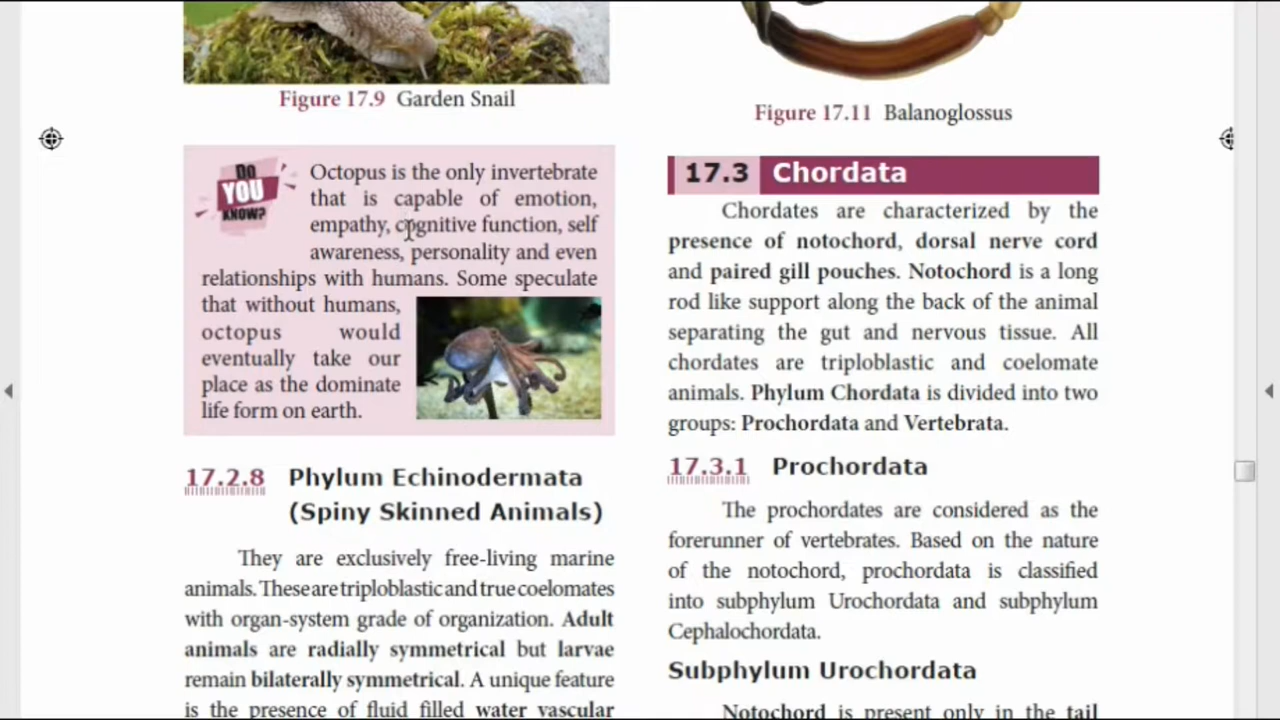 Figure 17.9 Garden Snail
DO
YOU
KNOW?
Octopus is the only invertebrate
that is capable of emotion,
empathy, cognitive function, self
awareness, personality and even
relationships with humans. Some speculate
that without humans,
octopus would
eventually take our
place as the dominate
life form on earth.
17.2.8 Phylum Echinodermata
(Spiny Skinned Animals)
They are exclusively free-living marine
animals. These are triploblastic and true coelomates
with organ-system grade of organization. Adult
animals are radially symmetrical but larvae
remain bilaterally symmetrical. A unique feature
is the presence of fluid filled water vascular
Figure 17.11 Balanoglossus
17.3 Chordata
Chordates are characterized by the
presence of notochord, dorsal nerve cord
and paired gill pouches. Notochord is a long
rod like support along the back of the animal
separating the gut and nervous tissue. All
chordates are triploblastic and coelomate
animals. Phylum Chordata is divided into two
groups: Prochordata and Vertebrata.
17.3.1 Prochordata
The prochordates are considered as the
forerunner of vertebrates. Based on the nature
of the notochord, prochordata is classified
into subphylum Urochordata and subphylum
Cephalochordata.
Subphylum Urochordata
Notochord is present only in the tail